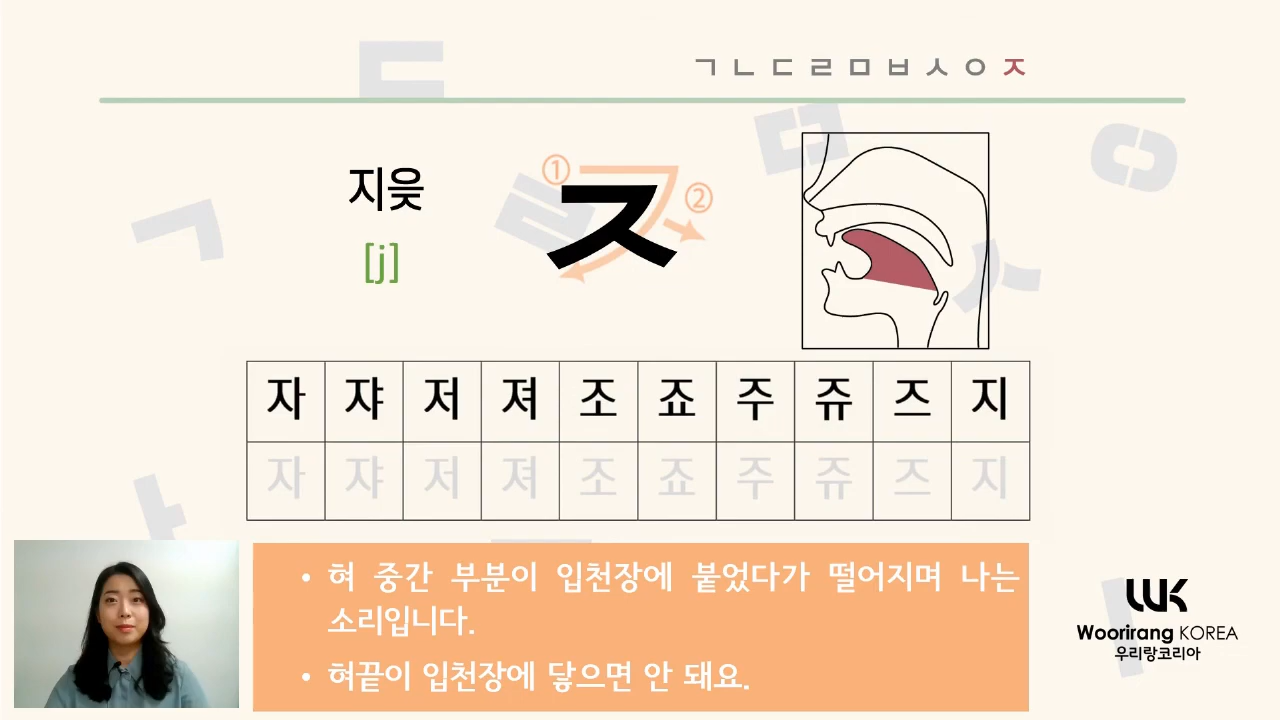 ㄱ ㄴ ㄷ ㄹ ㅁ ㅂ ㅅ ㅇ ㅈ
지읒
[j]
ㅈ
① ②
자 쟈 저 져 조 죠 주 쥬 즈 지
자 쟈 저 져 조 죠 주 쥬 즈 지
• 혀 중간 부분이 입천장에 붙었다가 떨어지며 나는
소리입니다.
• 혀끝이 입천장에 닿으면 안 돼요.
WK
Woorirang KOREA
우리랑코리아